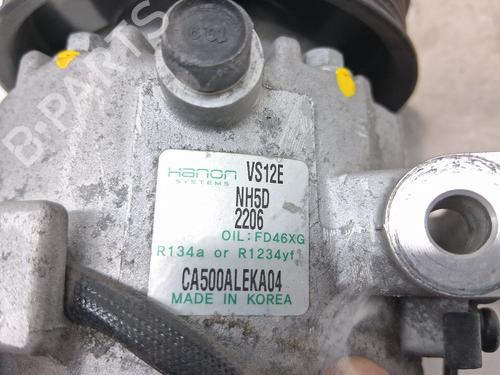 B-PARTS
Hanon VS12E
SYSTEMS
NH5D
2206
OIL:FD46XG
R134a or R1234yf
CA500ALEKA04
MADE IN KOREA